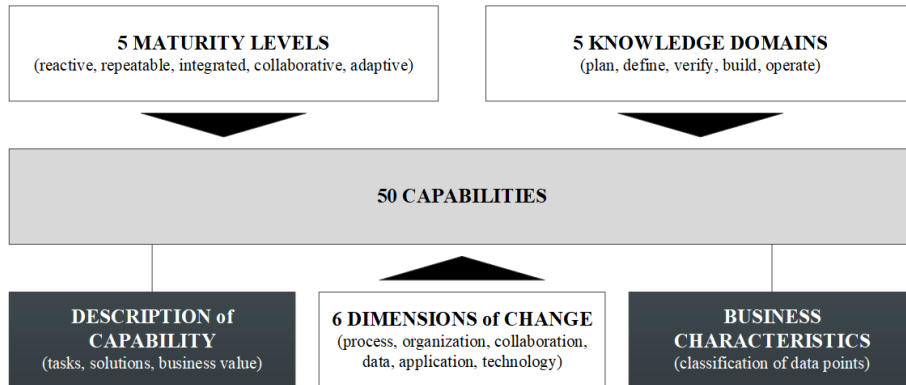 5 MATURITY LEVELS
(reactive, repeatable, integrated, collaborative, adaptive)
5 KNOWLEDGE DOMAINS
(plan, define, verify, build, operate)
50 CAPABILITIES
DESCRIPTION of
CAPABILITY
(tasks, solutions, business value)
6 DIMENSIONS of CHANGE
(process, organization, collaboration,
data, application, technology)
BUSINESS
CHARACTERISTICS
(classification of data points)